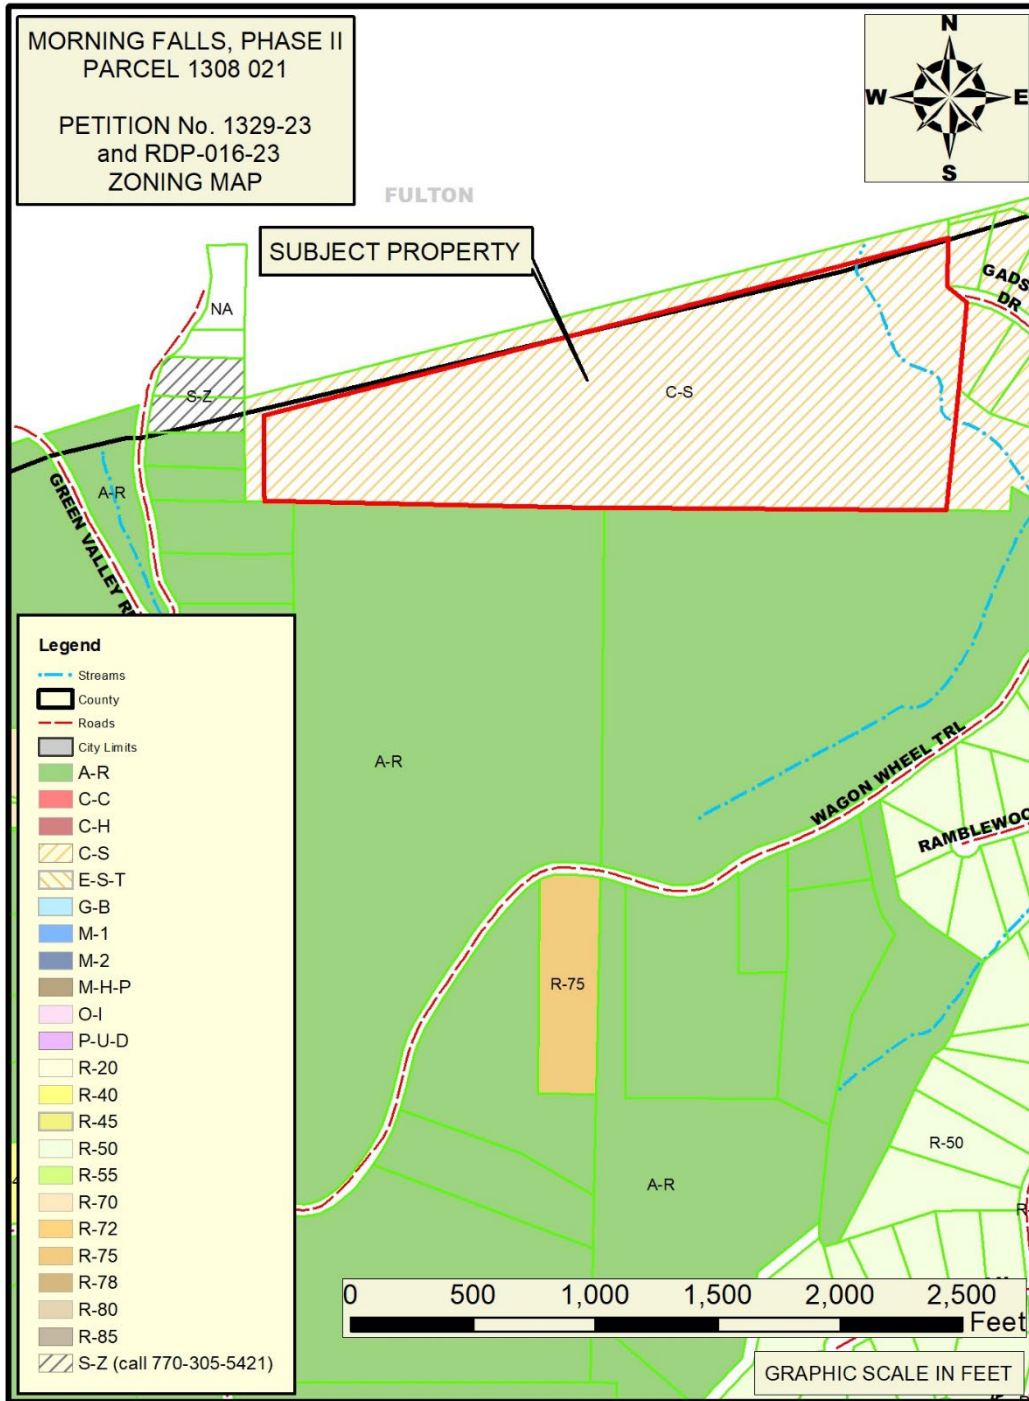 MORNING FALLS, PHASE II
PARCEL 1308 021
PETITION No. 1329-23
and RDP-016-23
ZONING MAP
N
W
E
S
FULTON
SUBJECT PROPERTY
GADS
DR
NA
S-Z
C-S
A-R
GREEN VALLEY R
Legend
Streams
County
Roads
City Limits
A-R
C-C
C-H
C-S
E-S-T
G-B
M-1
M-2
M-H-P
O-I
P-U-D
R-20
R-40
R-45
R-50
R-55
R-70
R-72
R-75
R-78
R-80
R-85
S-Z (call 770-305-5421)
A-R
WAGON WHEEL TRL
RAMBLEWOO
R-75
R-50
A-R
0 500 1,000 1,500 2,000 2,500
Feet
GRAPHIC SCALE IN FEET